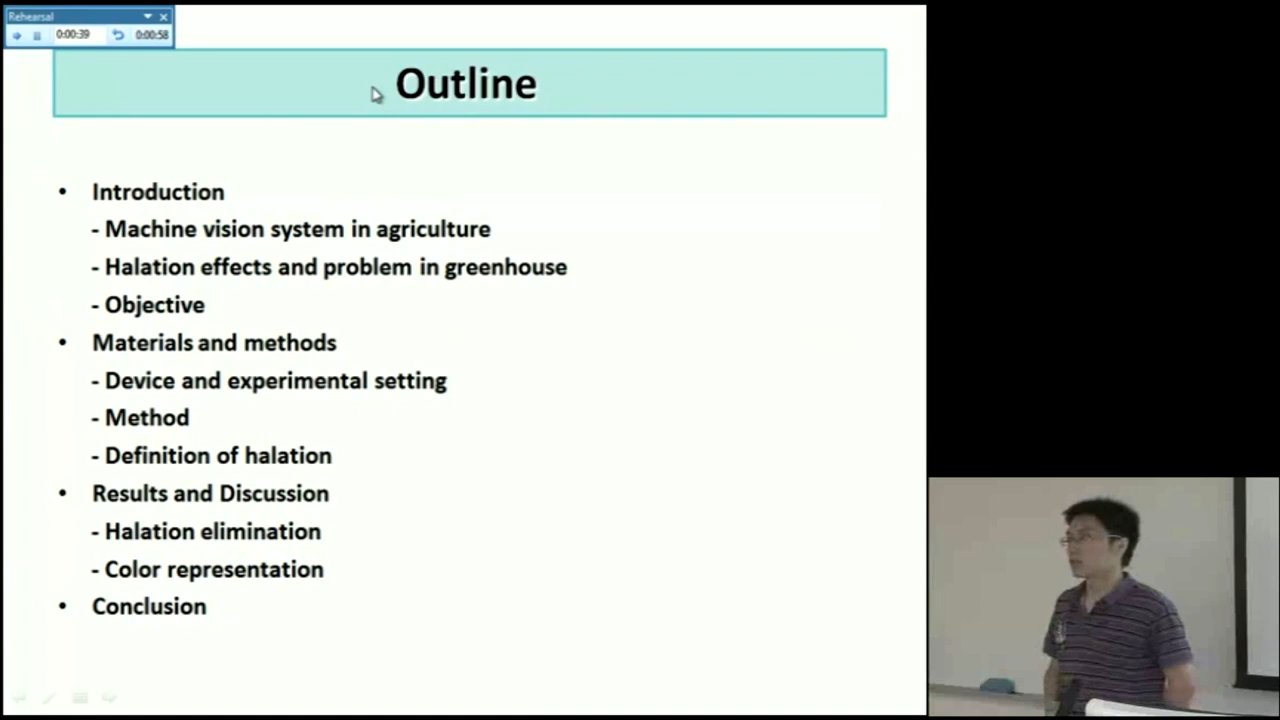 Rehearsal
0:00:39 0:00:58
Outline
• Introduction
- Machine vision system in agriculture
- Halation effects and problem in greenhouse
- Objective
• Materials and methods
- Device and experimental setting
- Method
- Definition of halation
• Results and Discussion
- Halation elimination
- Color representation
• Conclusion